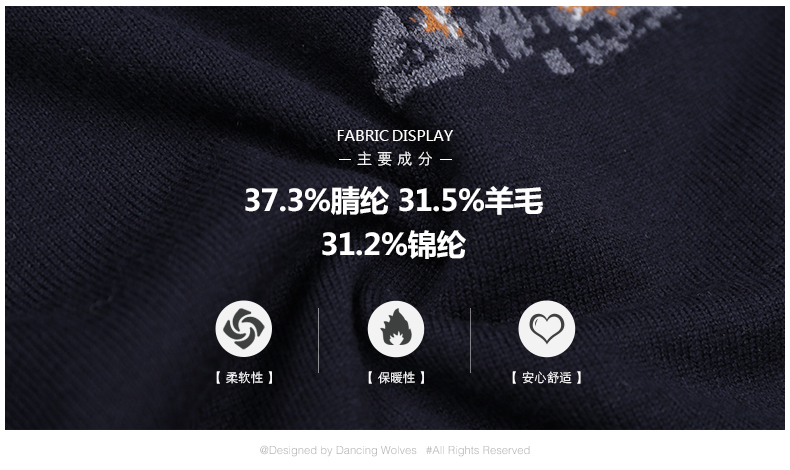 FABRIC DISPLAY
主要成分
37.3%腈纶 31.5%羊毛
31.2%锦纶
【柔软性】 【保暖性】 【安心舒适】
@Designed by Dancing Wolves #All Rights Reserved